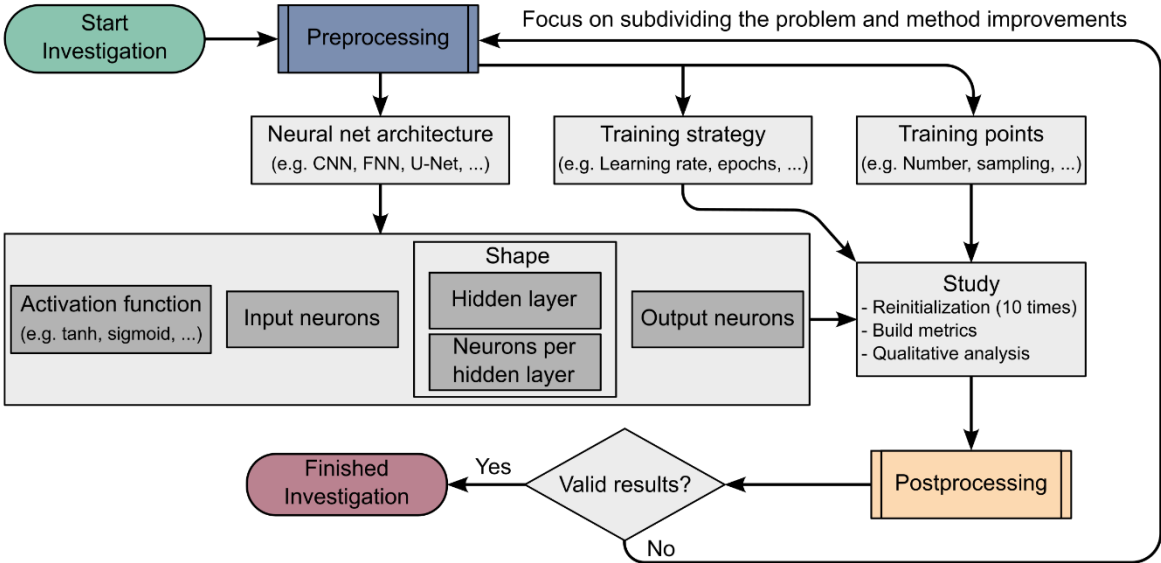 Start
Investigation
Preprocessing
Focus on subdividing the problem and method improvements
Neural net architecture
(e.g. CNN, FNN, U-Net, ...)
Training strategy
(e.g. Learning rate, epochs, ...)
Training points
(e.g. Number, sampling, ...)
Activation function
(e.g. tanh, sigmoid, ...)
Input neurons
Shape
Hidden layer
Neurons per
hidden layer
Output neurons
Study
- Reinitialization (10 times)
- Build metrics
- Qualitative analysis
Postprocessing
Valid results?
Yes
No
Finished
Investigation